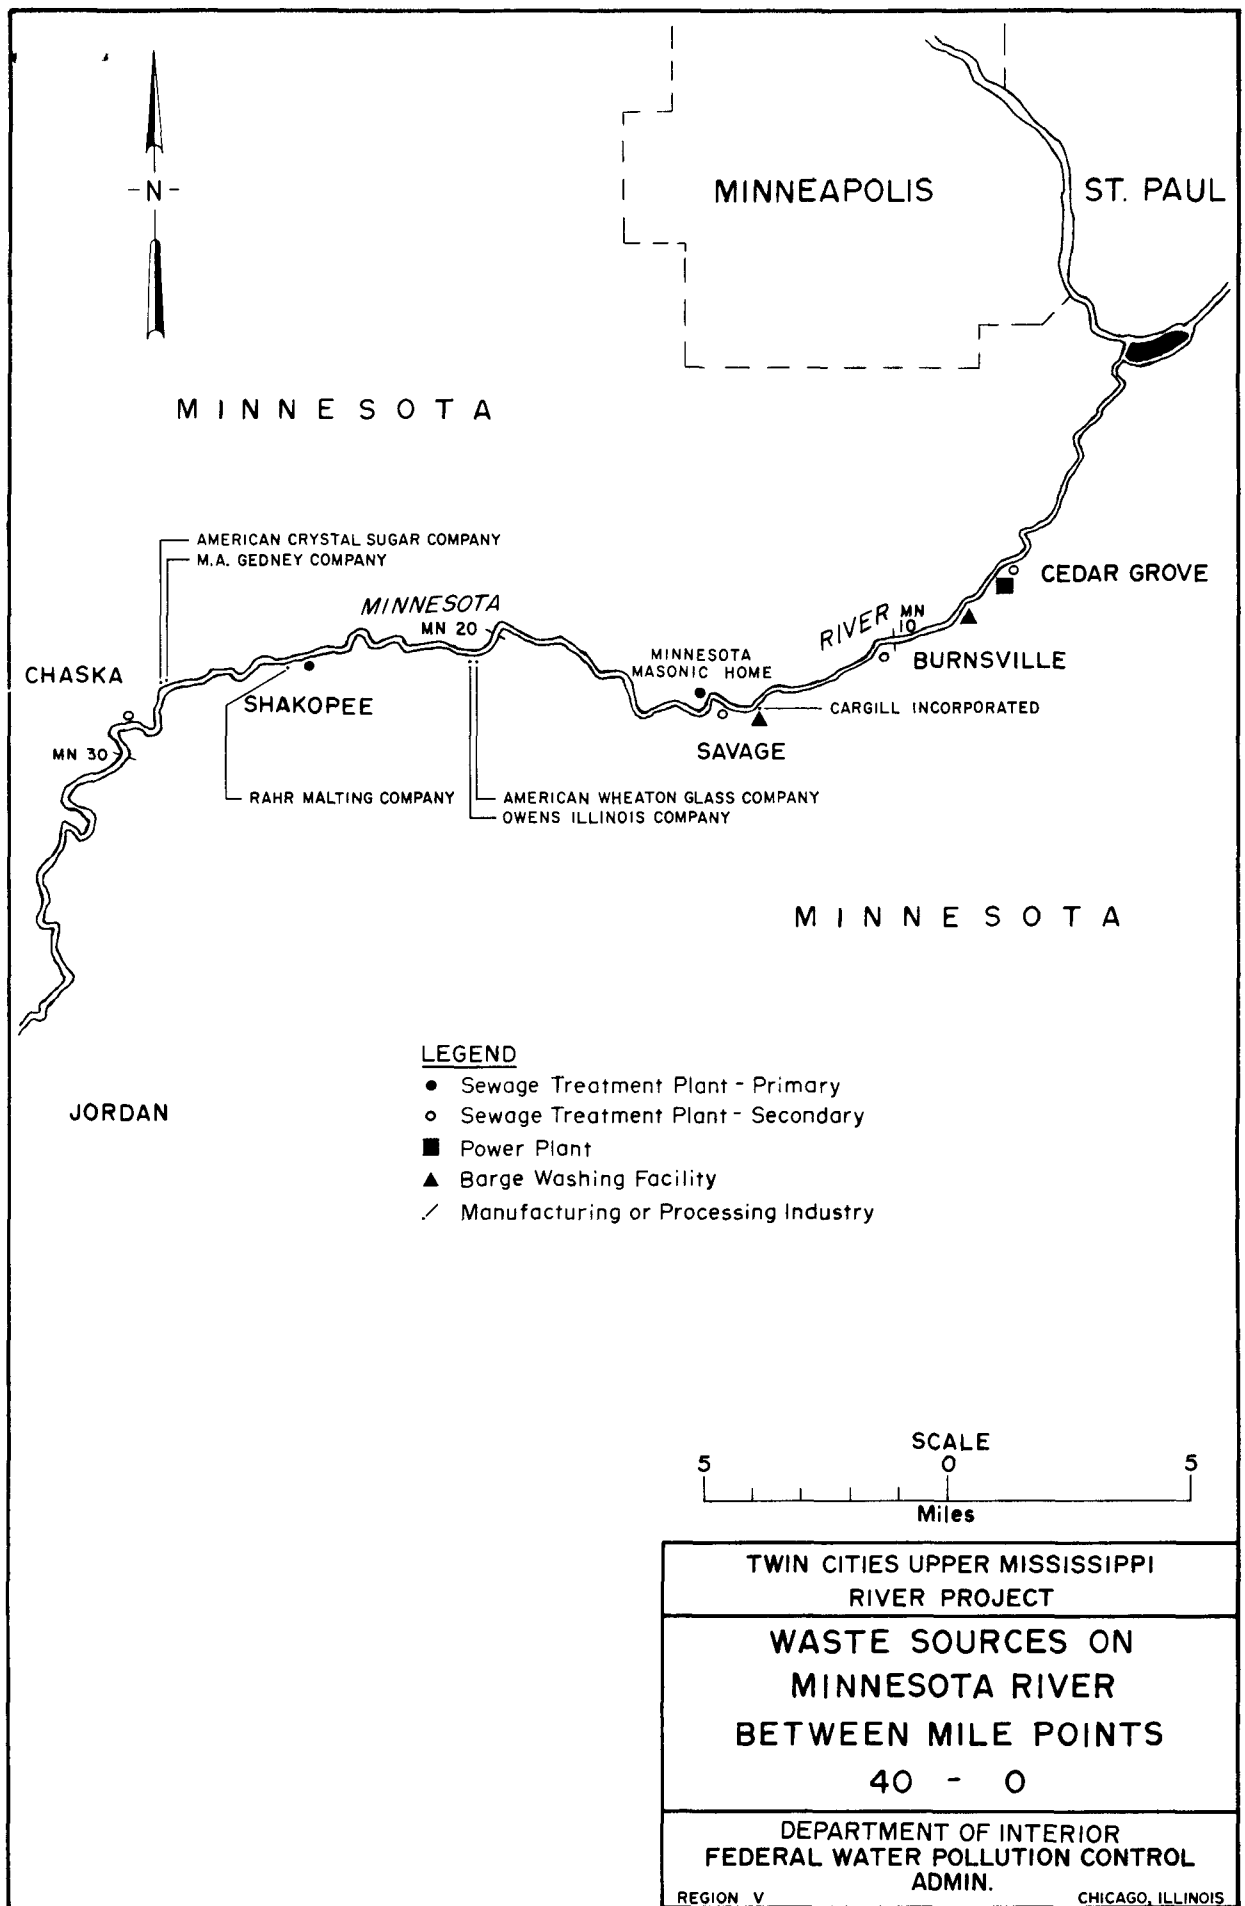 MINNEAPOLIS
ST. PAUL
-N-
MINNESOTA
AMERICAN CRYSTAL SUGAR COMPANY
M.A. GEDNEY COMPANY
CEDAR GROVE
MINNESOTA
RIVER
MN
10
MN 20
MINNESOTA
MASONIC HOME
BURNSVILLE
CHASKA
SHAKOPEE
CARGILL INCORPORATED
SAVAGE
MN 30
RAHR MALTING COMPANY
AMERICAN WHEATON GLASS COMPANY
OWENS ILLINOIS COMPANY
MINNESOTA
JORDAN
LEGEND
Sewage Treatment Plant - Primary
Sewage Treatment Plant - Secondary
Power Plant
Barge Washing Facility
Manufacturing or Processing Industry
SCALE
5 0 5
Miles
TWIN CITIES UPPER MISSISSIPPI
RIVER PROJECT
WASTE SOURCES ON
MINNESOTA RIVER
BETWEEN MILE POINTS
40 - 0
DEPARTMENT OF INTERIOR
FEDERAL WATER POLLUTION CONTROL
ADMIN.
REGION V CHICAGO, ILLINOIS